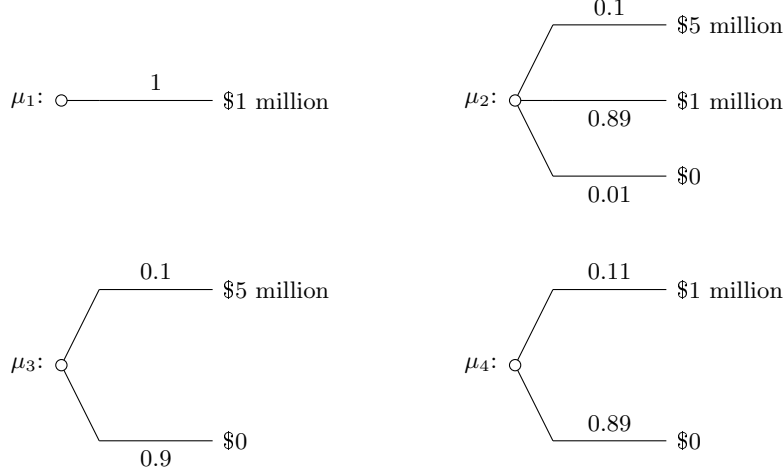 0.1
$5 million
μ₁: 1 $1 million
μ₂: 0.89 $1 million
0.01 $0
0.1 $5 million
μ₃:
0.9 $0
0.11 $1 million
μ₄:
0.89 $0